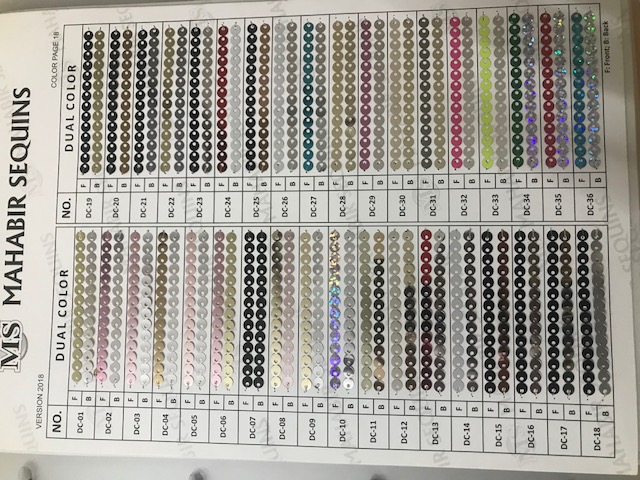 MS MAHABIR SEQUINS
VERSION 2018
COLOR PAGE 18
NO. DUAL COLOR
DC-01 F B
DC-02 F B
DC-03 F B
DC-04 F B
DC-05 F B
DC-06 F B
DC-07 F B
DC-08 F B
DC-09 F B
DC-10 F B
DC-11 F B
DC-12 F B
DC-13 F B
DC-14 F B
DC-15 F B
DC-16 F B
DC-17 F B
DC-18 F B
NO. DUAL COLOR
DC-19 F B
DC-20 F B
DC-21 F B
DC-22 F B
DC-23 F B
DC-24 F B
DC-25 F B
DC-26 F B
DC-27 F B
DC-28 F B
DC-29 F B
DC-30 F B
DC-31 F B
DC-32 F B
DC-33 F B
DC-34 F B
DC-35 F B
DC-36 F B
F: Front; B: Back